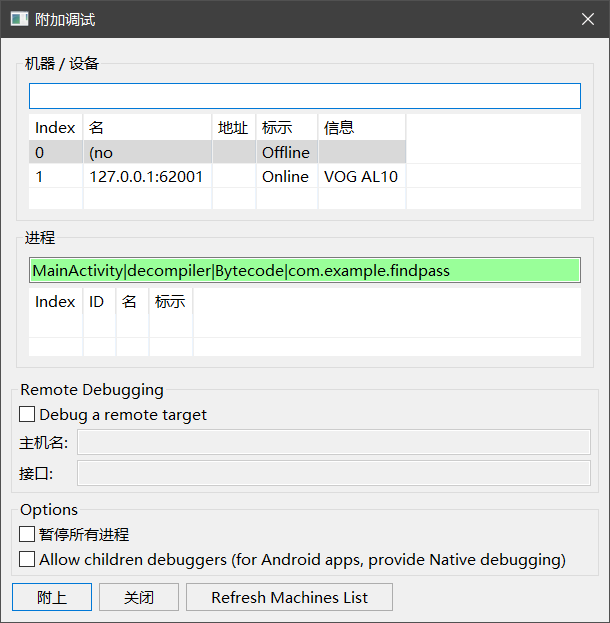 附加调试
机器 / 设备
Index 名 地址 标示 信息
0 (no Offline
1 127.0.0.1:62001 Online VOG AL10
进程
MainActivity|decompiler|Bytecode|com.example.findpass
Index ID 名 标示
Remote Debugging
Debug a remote target
主机名:
接口:
Options
暂停所有进程
Allow children debuggers (for Android apps, provide Native debugging)
附上 关闭 Refresh Machines List